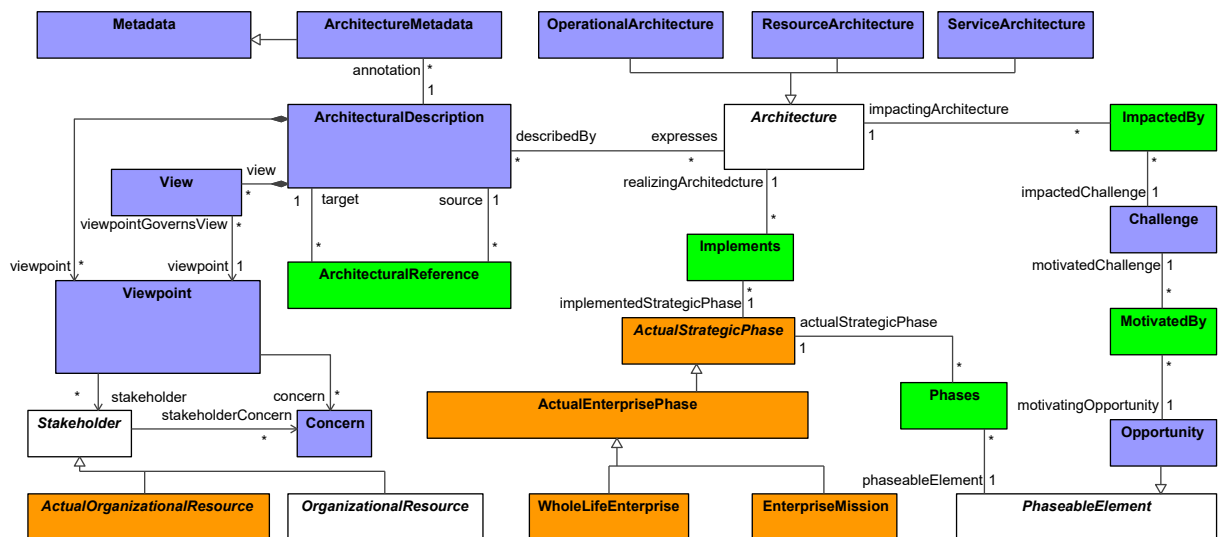 Metadata
ArchitectureMetadata
OperationalArchitecture
ResourceArchitecture
ServiceArchitecture
annotation
*
1
ArchitecturalDescription
describedBy
*
expresses
*
Architecture
impactingArchitecture
1
*
ImpactedBy
*
view
*
View
1
target
source
1
realizingArchitedcture
1
impactedChallenge
1
viewpointGovernsView
*
Challenge
*
*
*
Implements
motivatedChallenge
1
viewpoint
*
viewpoint
1
ArchitecturalReference
*
*
Viewpoint
implementedStrategicPhase
1
MotivatedBy
ActualStrategicPhase
actualStrategicPhase
1
*
*
*
stakeholder
concern
*
Phases
motivatingOpportunity
1
ActualEnterprisePhase
Stakeholder
stakeholderConcern
*
Concern
*
Opportunity
phaseableElement
1
ActualOrganizationalResource
OrganizationalResource
WholeLifeEnterprise
EnterpriseMission
PhaseableElement